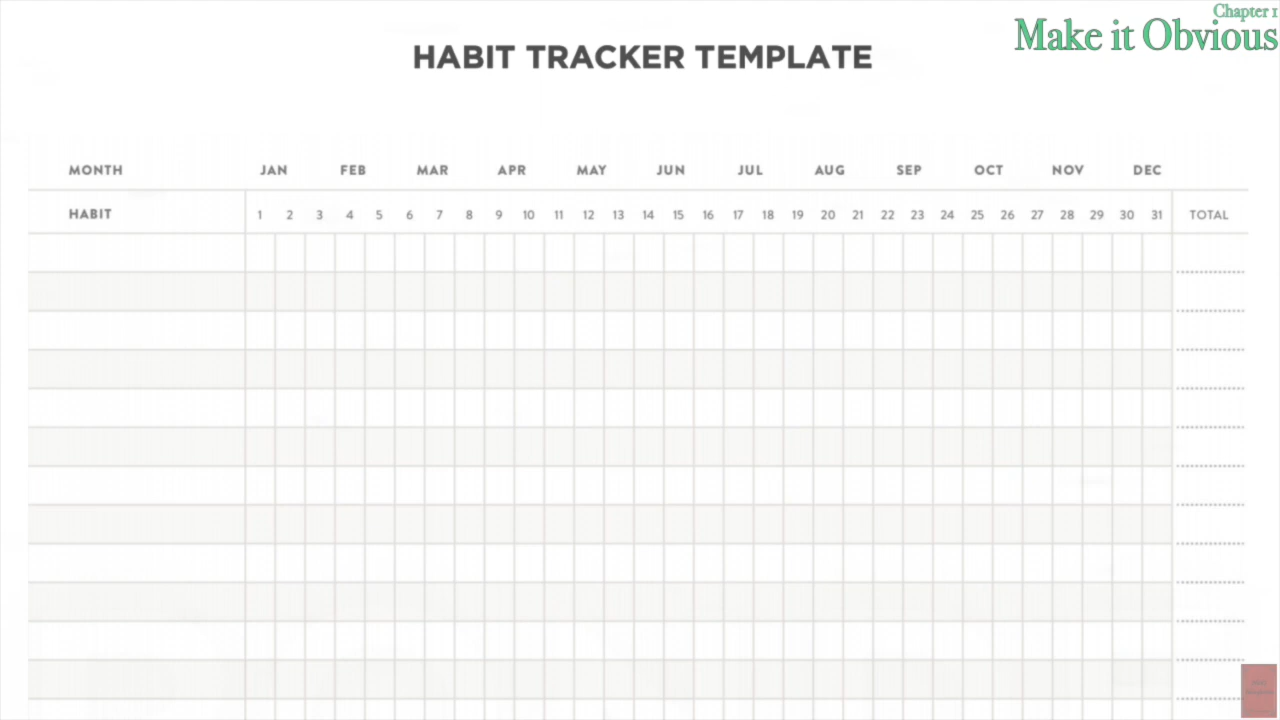 Chapter 1
Make it Obvious
HABIT TRACKER TEMPLATE
MONTH JAN FEB MAR APR MAY JUN JUL AUG SEP OCT NOV DEC
HABIT 1 2 3 4 5 6 7 8 9 10 11 12 13 14 15 16 17 18 19 20 21 22 23 24 25 26 27 28 29 30 31 TOTAL